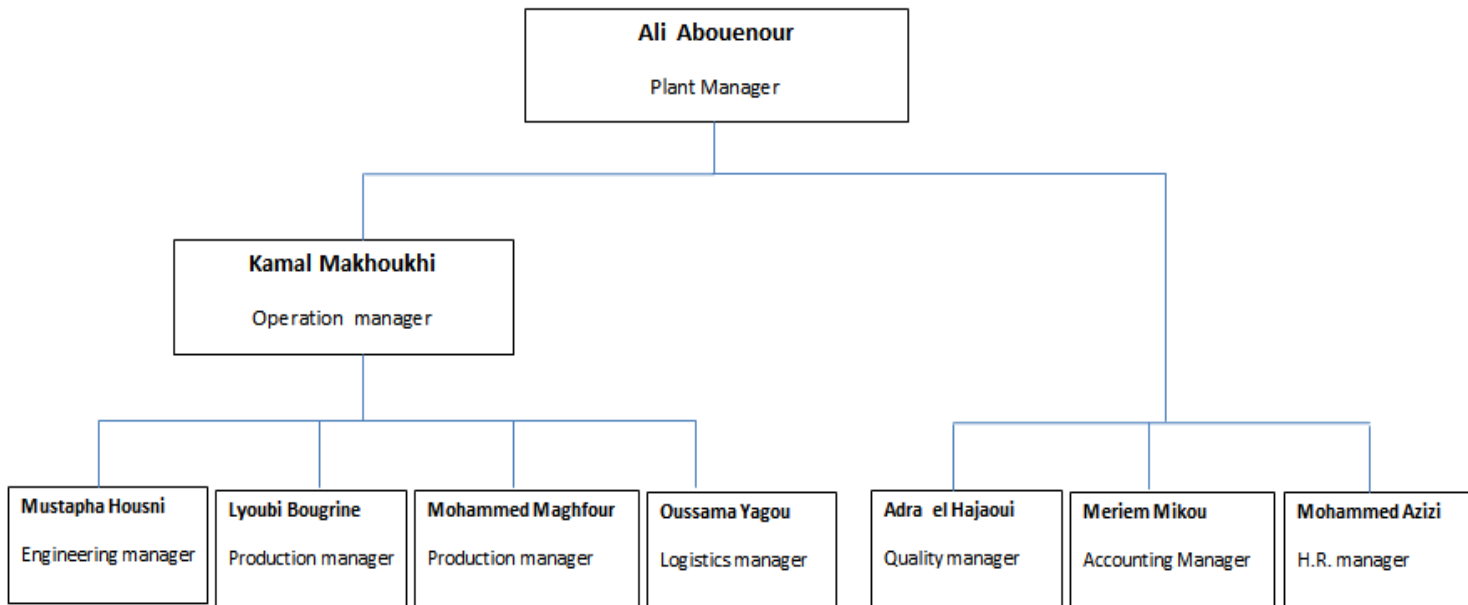 Ali Abouenour
Plant Manager
Kamal Makhoukhi
Operation manager
Mustapha Housni
Engineering manager
Lyoubi Bougrine
Production manager
Mohammed Maghfour
Production manager
Oussama Yagou
Logistics manager
Adra el Hajaoui
Quality manager
Meriem Mikou
Accounting Manager
Mohammed Azizi
H.R. manager